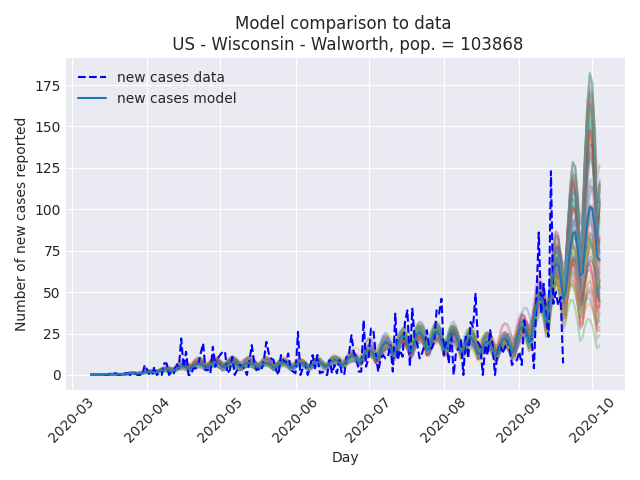 Model comparison to data
US - Wisconsin - Walworth, pop. = 103868
new cases data
new cases model
Number of new cases reported
175
150
125
100
75
50
25
0
2020-03
2020-04
2020-05
2020-06
2020-07
2020-08
2020-09
2020-10
Day